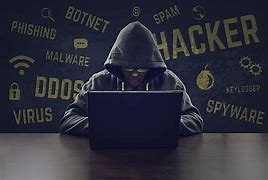 BOTNET
@ SPAM
PHISHING
HACKER
MALWARE
DDOS
KEYLOGGER
VIRUS
SPYWARE